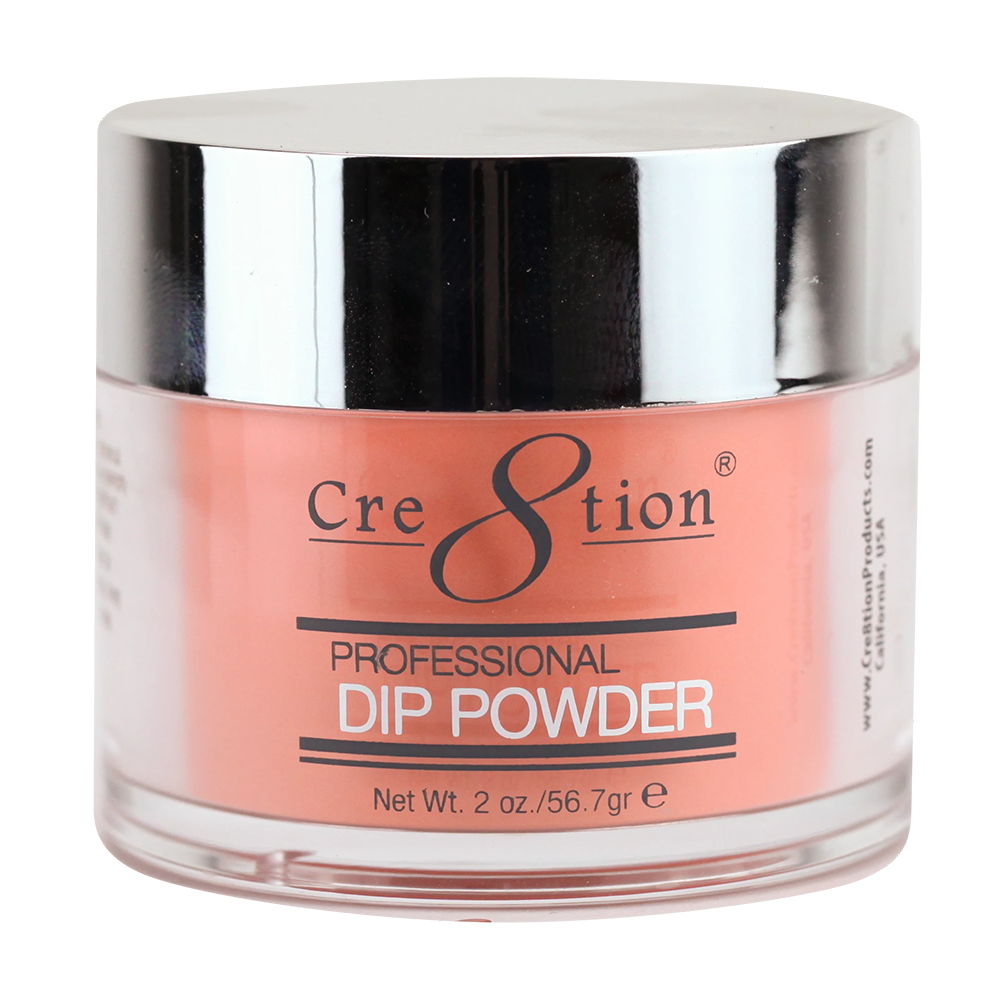 Cre8tion®
PROFESSIONAL
DIP POWDER
Net Wt. 2 oz./56.7gr ℮
www.Cre8tionProducts.com
California, USA